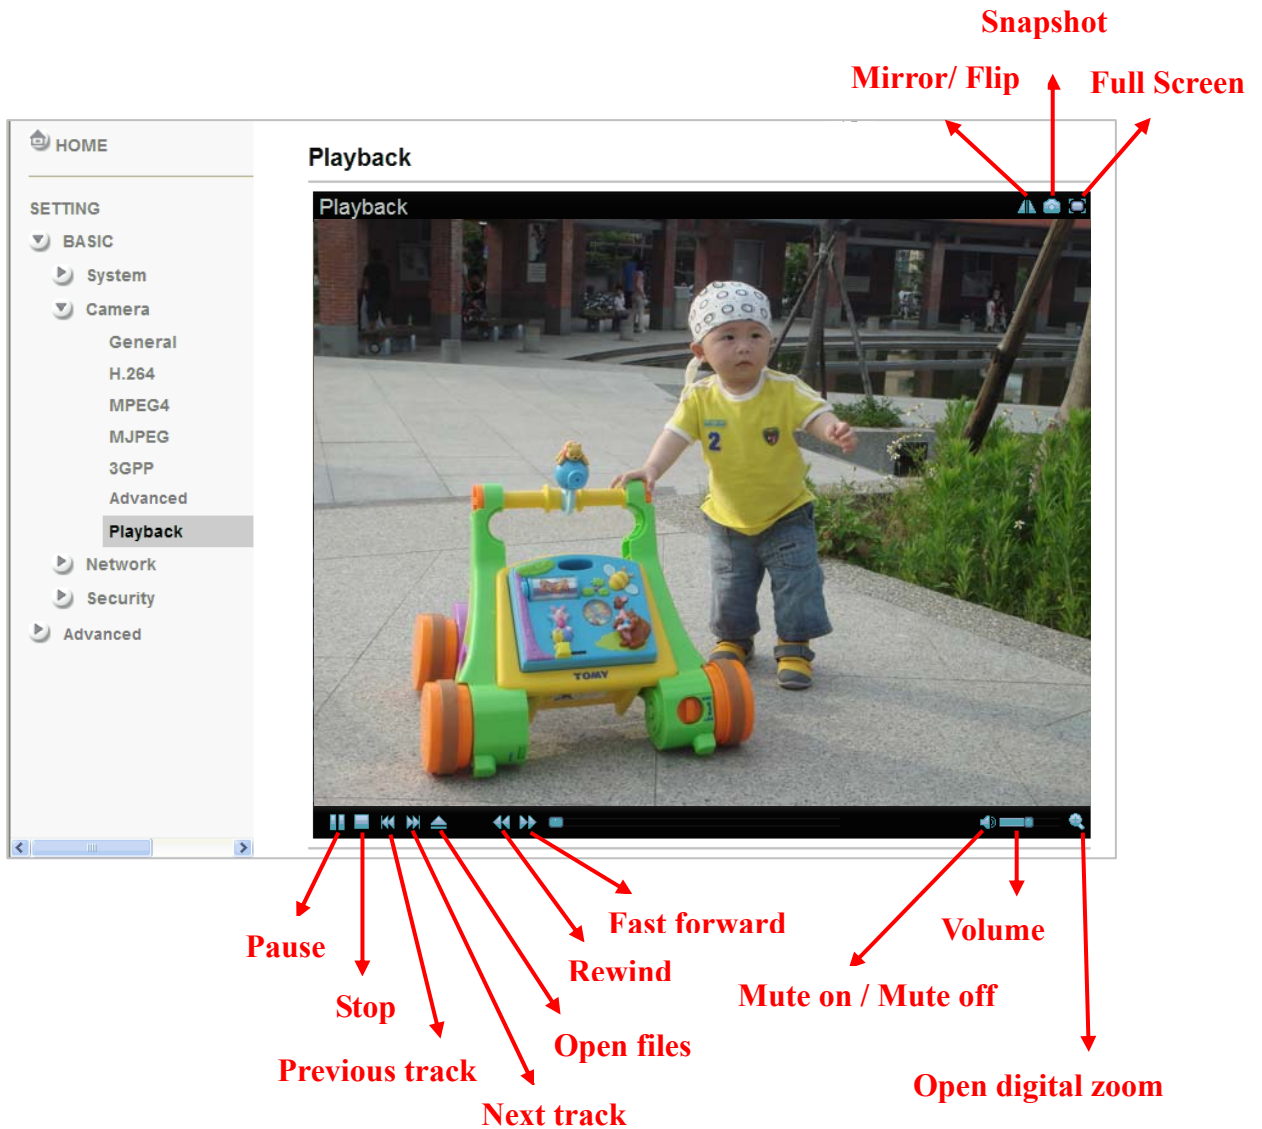 Snapshot
Mirror/ Flip
Full Screen
HOME
Playback
SETTING
Playback
BASIC
System
Camera
General
H.264
MPEG4
MJPEG
3GPP
Advanced
Playback
Network
Security
Advanced
2
TOMY
Fast forward
Volume
Pause
Rewind
Mute on / Mute off
Stop
Open files
Previous track
Open digital zoom
Next track